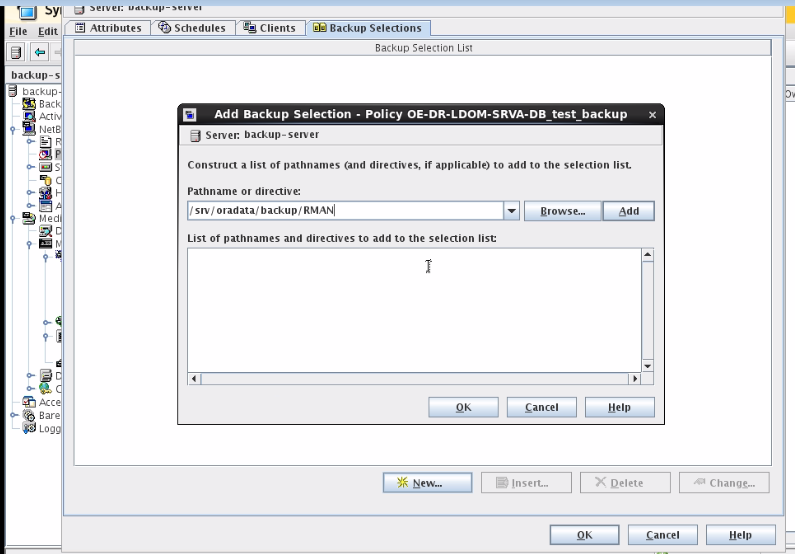 Sy
Server: backup-server
File Edit
Attributes
Schedules
Clients
Backup Selections
Backup Selection List
backup-s
backup-
Back
Activ
NetB
Medi
Acce
Bare
Logg
Add Backup Selection - Policy OE-DR-LDOM-SRVA-DB_test_backup
Server: backup-server
Construct a list of pathnames (and directives, if applicable) to add to the selection list.
Pathname or directive:
/srv/oradata/backup/RMAN
Browse...
Add
List of pathnames and directives to add to the selection list:
OK
Cancel
Help
New...
Insert...
Delete
Change...
OK
Cancel
Help